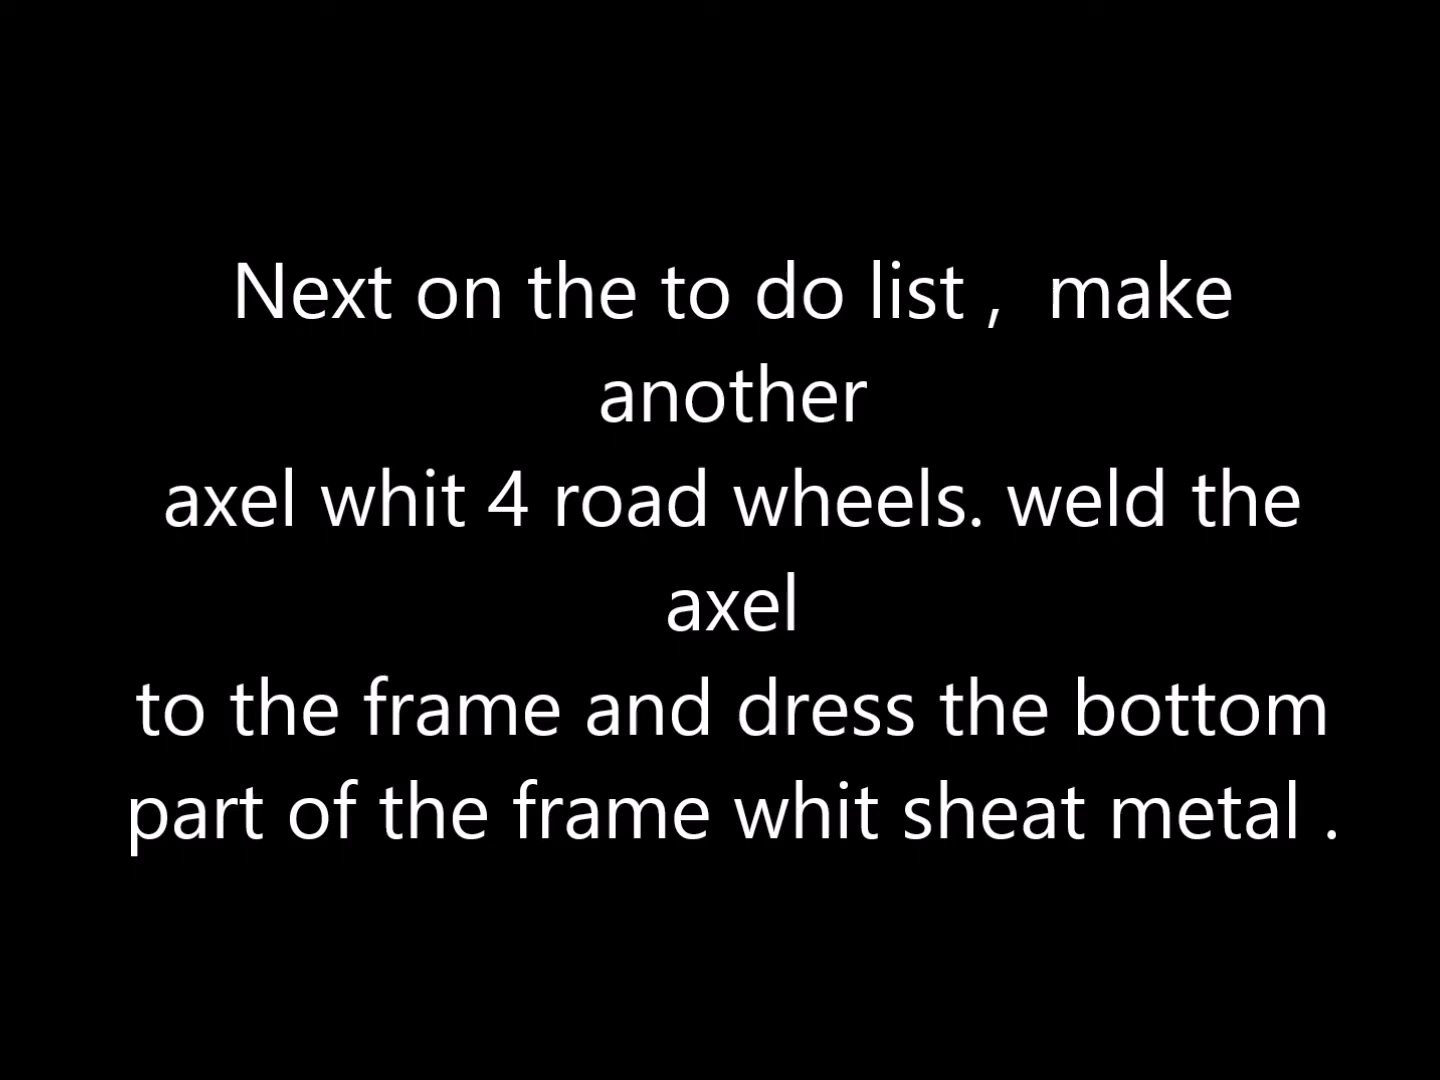 Next on the to do list ,  make
another
axel whit 4 road wheels. weld the
axel
to the frame and dress the bottom
part of the frame whit sheat metal .